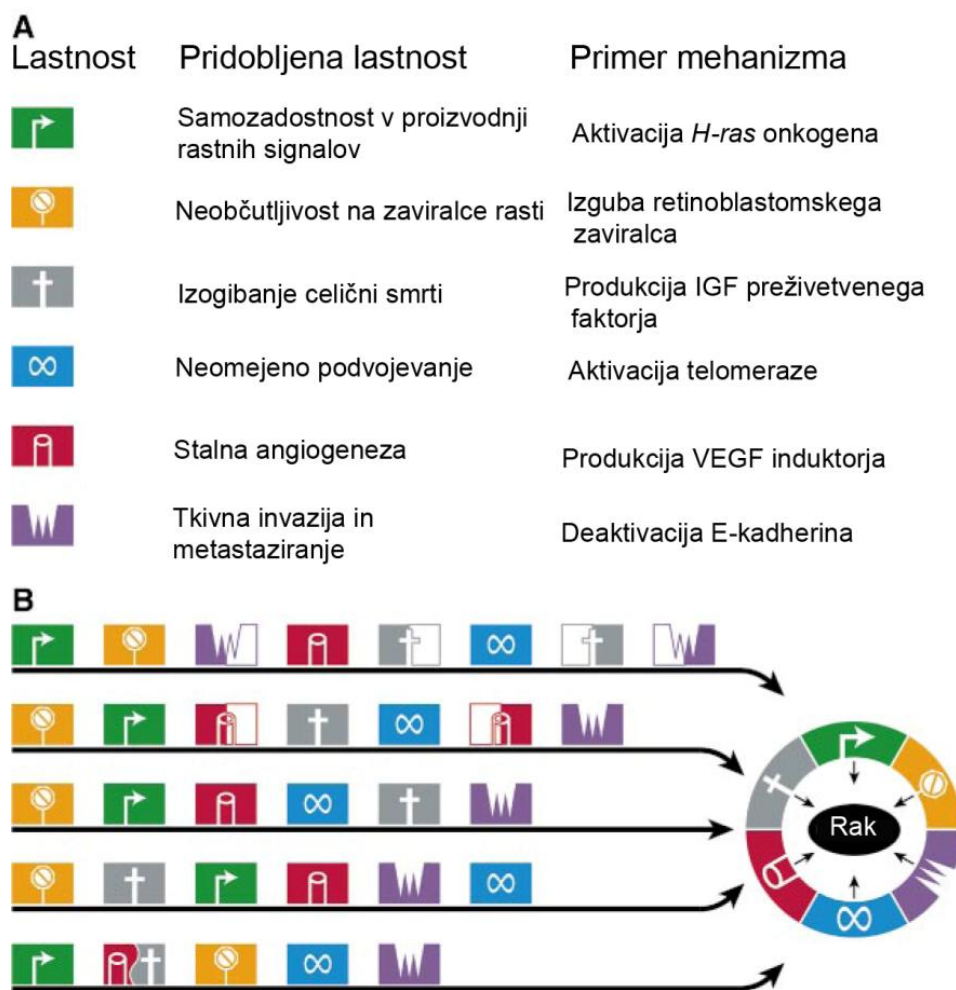 A
Lastnost Pridobljena lastnost Primer mehanizma
Samozadostnost v proizvodnji
rastnih signalov
Aktivacija H-ras onkogena
Neobčutljivost na zaviralce rasti
Izguba retinoblastomskega
zaviralca
Izogibanje celični smrti
Produkcija IGF preživetvenega
faktorja
Neomejeno podvojevanje
Aktivacija telomeraze
Stalna angiogeneza
Produkcija VEGF induktorja
Tkivna invazija in
metastaziranje
Deaktivacija E-kadherina
B
Rak